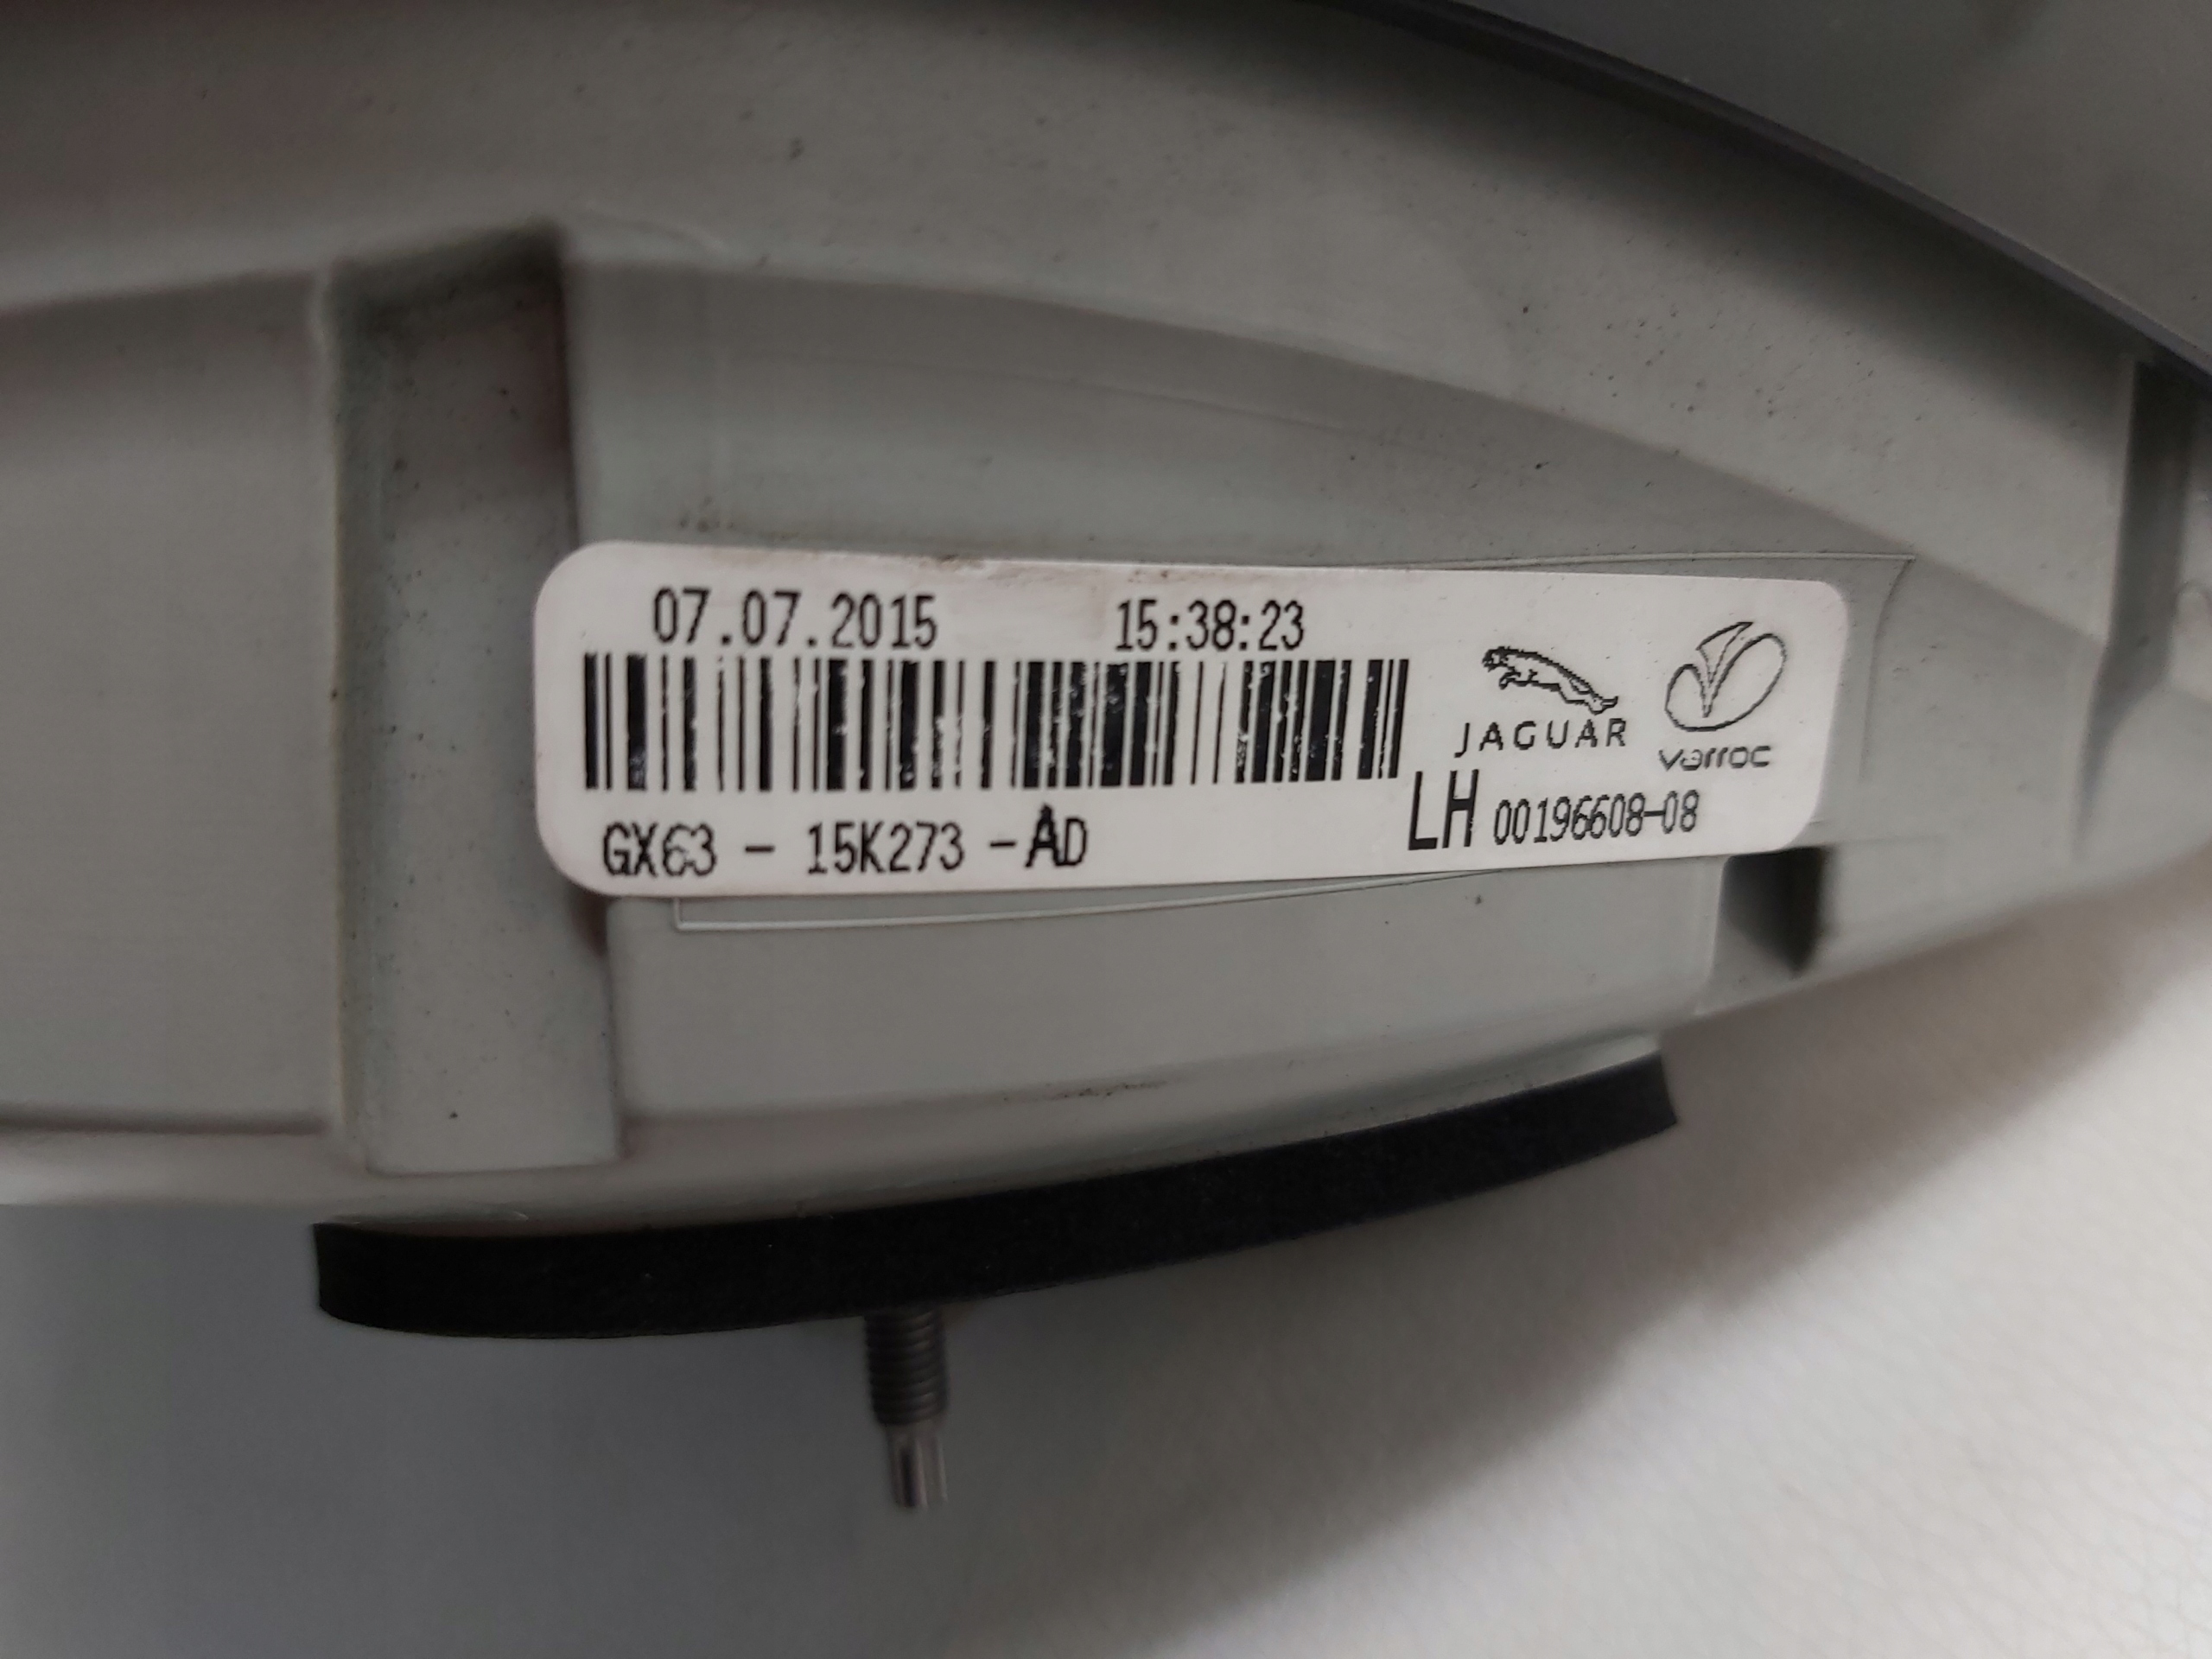 07.07.2015 15:38:23
JAGUAR
varroc
GX63 - 15K273 -AD
LH 00196608-08